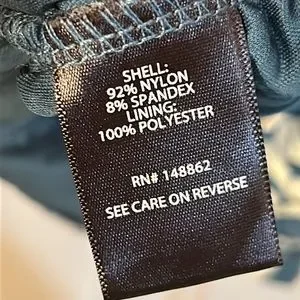 SHELL:
92% NYLON
8% SPANDEX
LINING:
100% POLYESTER
RN# 148862
SEE CARE ON REVERSE